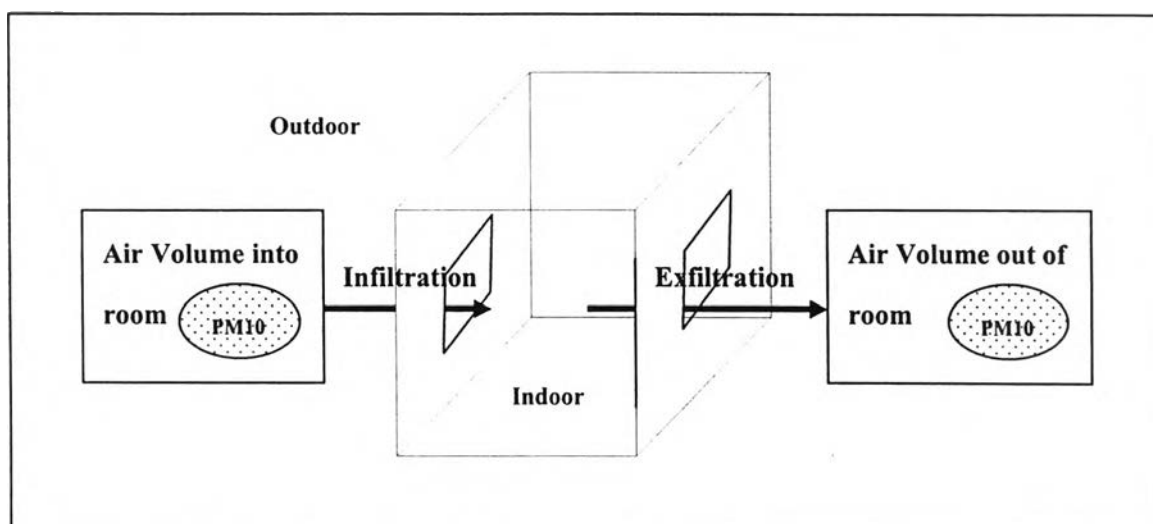 Outdoor
Air Volume into
room PM10
Infiltration
Exfiltration
Air Volume out of
room PM10
Indoor